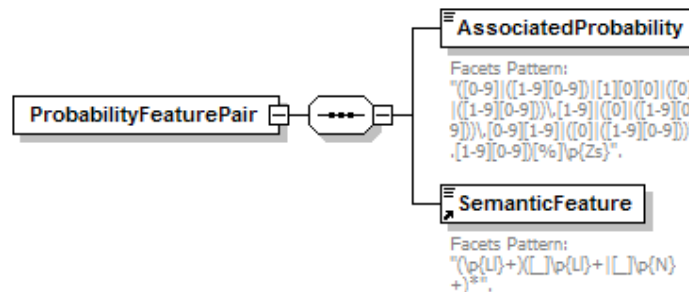 AssociatedProbability
Facets Pattern:
"([0-9]|([1-9][0-9])|[1][0][0]|([0]
|([1-9][0-9]))\,[1-9]|([0]|([1-9][0-
9]))\,[0-9][1-9]|([0]|([1-9][0-9]))
,[1-9][0-9])[%]\p{Zs}".
ProbabilityFeaturePair
SemanticFeature
Facets Pattern:
"(\p{Ll}+)([_]\p{Ll}+|[_]\p{N}
+)*".